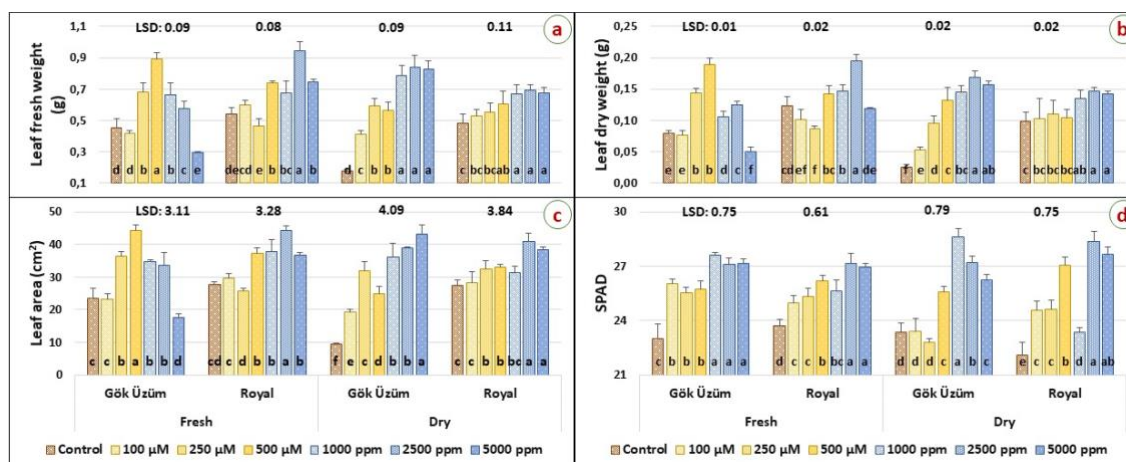 LSD: 0.09 0.08 0.09 0.11 a
Leaf fresh weight (g)
1,1
0,9
0,7
0,5
0,3
0,1
d d b a b c e
de cd e b bc a b
d c b b a a a
c bc bc ab a a a
LSD: 0.01 0.02 0.02 0.02 b
Leaf dry weight (g)
0,25
0,20
0,15
0,10
0,05
0,00
e e b b d c f
cd ef f bc b a de
e e d c bc a ab
c bc bc bc ab a a
LSD: 3.11 3.28 4.09 3.84 c
Leaf area (cm²)
50
40
30
20
10
0
c c b a b b d
cd c d b b a b
f e c d b b a
c c b b bc a a
Gök Üzüm Royal Gök Üzüm Royal
Fresh Dry
LSD: 0.75 0.61 0.79 0.75 d
SPAD
30
27
24
21
c b b b a a a
d c c b bc a a
d d d c a b c
e c c b d a ab
Gök Üzüm Royal Gök Üzüm Royal
Fresh Dry
Control 100 µM 250 µM 500 µM 1000 ppm 2500 ppm 5000 ppm
Control 100 µM 250 µM 500 µM 1000 ppm 2500 ppm 5000 ppm